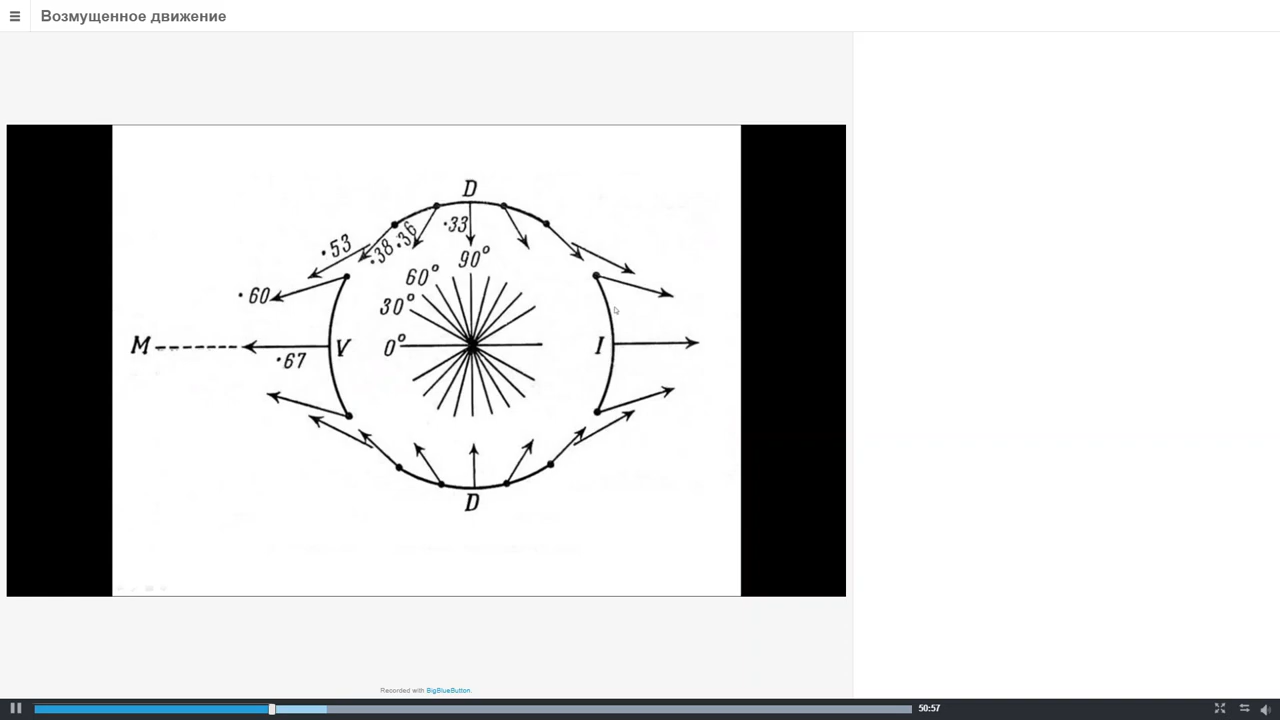 Возмущенное движение
D
·33
·36
·38
·53
90°
60°
·60
30°
M
V
0°
I
·67
D
Recorded with BigBlueButton.
50:57